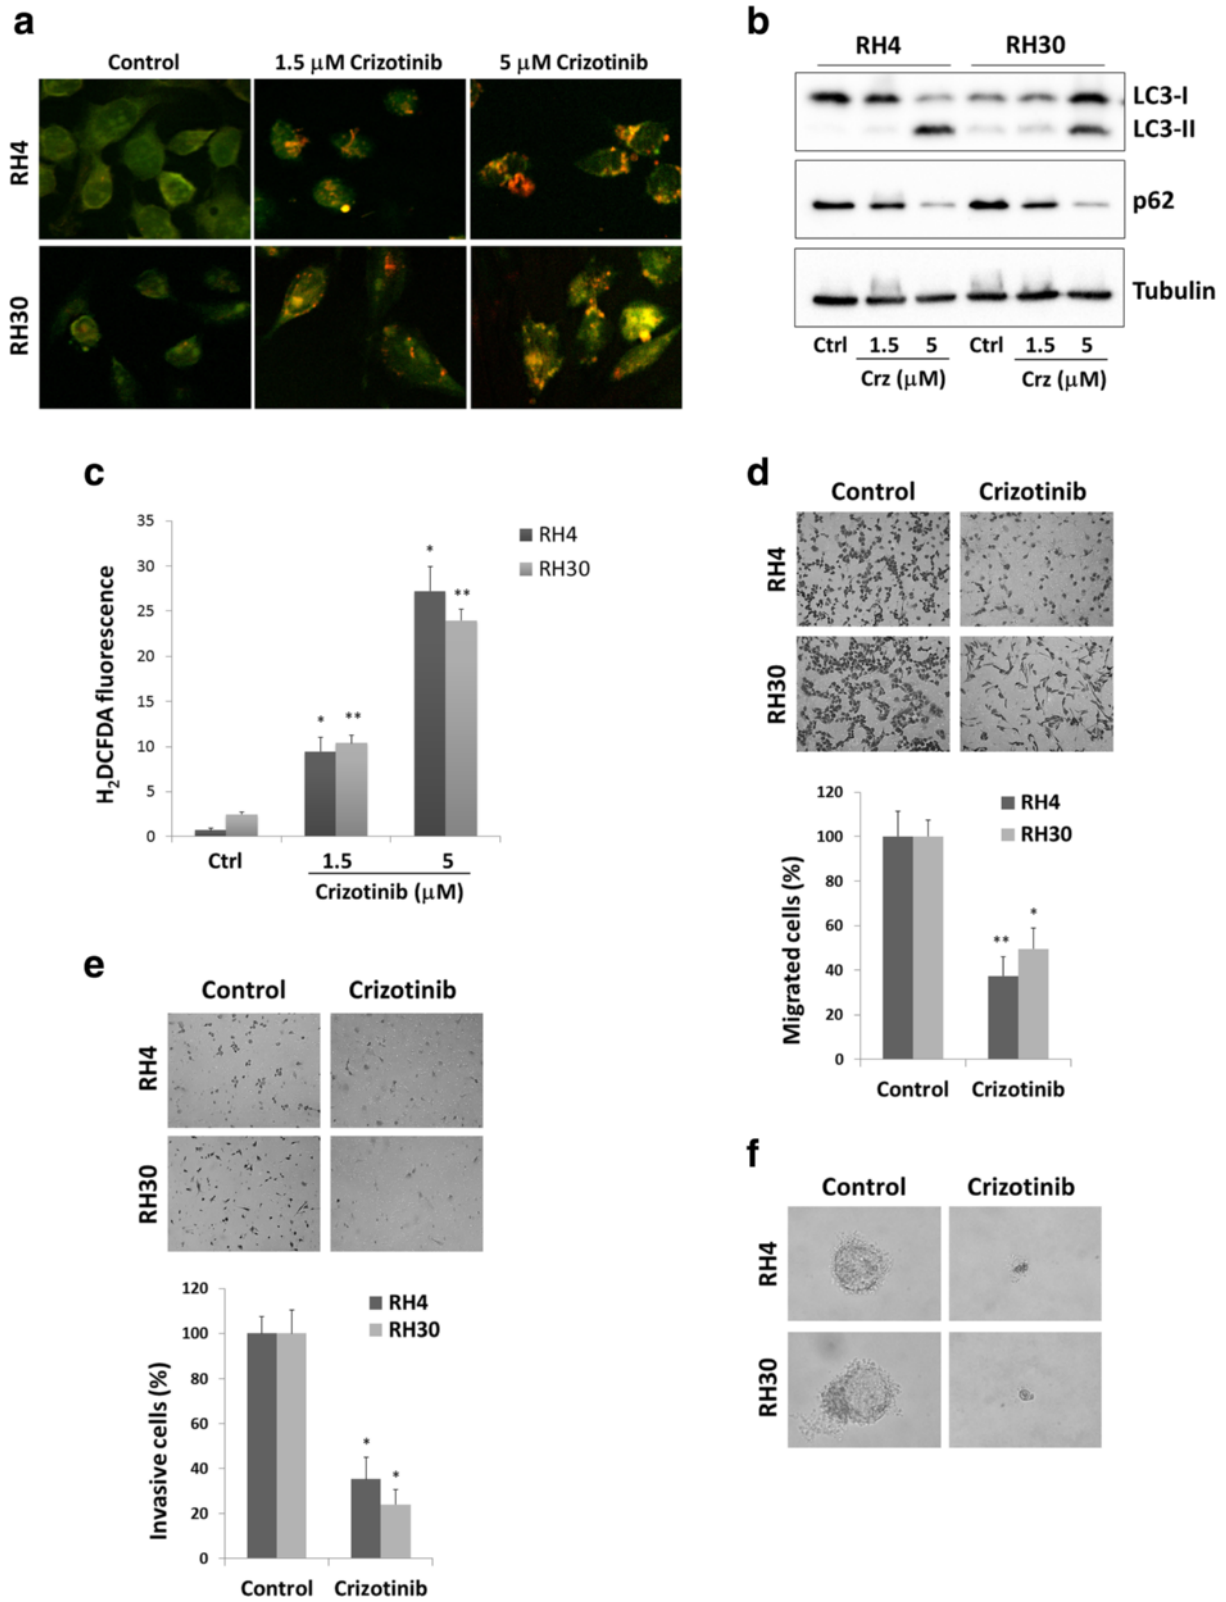 a
Control
1.5 μM Crizotinib
5 μM Crizotinib
RH4
RH30
b
RH4
RH30
LC3-I
LC3-II
p62
Tubulin
Ctrl
1.5
5
Ctrl
1.5
5
Crz (μM)
Crz (μM)
c
35
30
25
20
15
10
5
0
H₂DCFDA fluorescence
RH4
RH30
*
**
*
**
Ctrl
1.5
5
Crizotinib (μM)
d
Control
Crizotinib
RH4
RH30
120
100
80
60
40
20
0
Migrated cells (%)
RH4
RH30
**
*
Control
Crizotinib
e
Control
Crizotinib
RH4
RH30
120
100
80
60
40
20
0
Invasive cells (%)
RH4
RH30
*
*
Control
Crizotinib
f
Control
Crizotinib
RH4
RH30